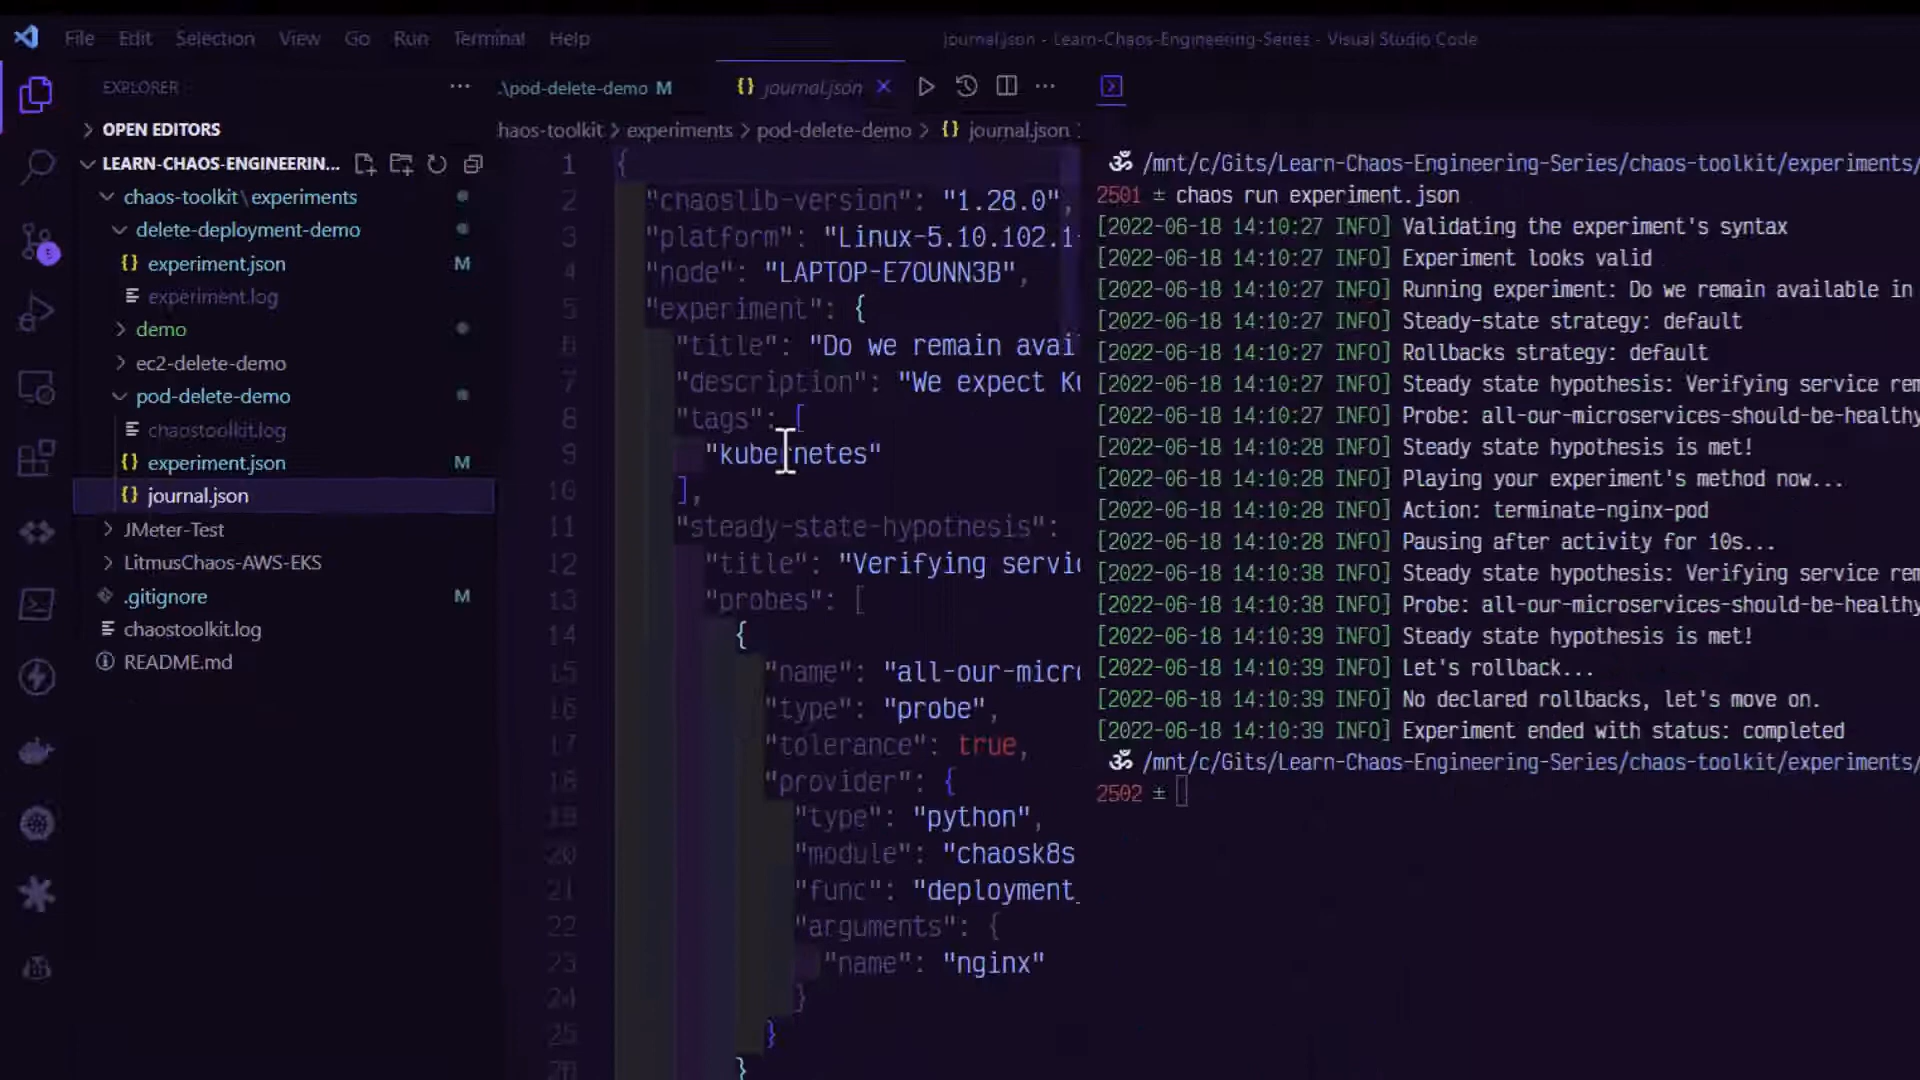 File Edit Selection View Go Run Terminal Help
journal.json - Learn-Chaos-Engineering-Series - Visual Studio Code
EXPLORER
OPEN EDITORS
LEARN-CHAOS-ENGINEERIN...
chaos-toolkit\experiments
delete-deployment-demo
experiment.json M
experiment.log
demo
ec2-delete-demo
pod-delete-demo
chaostoolkit.log
experiment.json M
journal.json
JMeter-Test
LitmusChaos-AWS-EKS
.gitignore M
chaostoolkit.log
README.md
.\pod-delete-demo M
{} journal.json
haos-toolkit > experiments > pod-delete-demo > {} journal.json
1 {
2 "chaoslib-version": "1.28.0",
3 "platform": "Linux-5.10.102.1-
4 "node": "LAPTOP-E7OUNN3B",
5 "experiment": {
6 "title": "Do we remain avai
7 "description": "We expect Ku
8 "tags": [
9 "kubernetes"
10 ],
11 "steady-state-hypothesis":
12 "title": "Verifying servic
13 "probes": [
14 {
15 "name": "all-our-micro
16 "type": "probe",
17 "tolerance": true,
18 "provider": {
19 "type": "python",
20 "module": "chaosk8s
21 "func": "deployment_
22 "arguments": {
23 "name": "nginx"
24 }
25 }
26 }
ॐ /mnt/c/Gits/Learn-Chaos-Engineering-Series/chaos-toolkit/experiments/
2501 ± chaos run experiment.json
[2022-06-18 14:10:27 INFO] Validating the experiment's syntax
[2022-06-18 14:10:27 INFO] Experiment looks valid
[2022-06-18 14:10:27 INFO] Running experiment: Do we remain available in
[2022-06-18 14:10:27 INFO] Steady-state strategy: default
[2022-06-18 14:10:27 INFO] Rollbacks strategy: default
[2022-06-18 14:10:27 INFO] Steady state hypothesis: Verifying service rem
[2022-06-18 14:10:27 INFO] Probe: all-our-microservices-should-be-healthy
[2022-06-18 14:10:28 INFO] Steady state hypothesis is met!
[2022-06-18 14:10:28 INFO] Playing your experiment's method now...
[2022-06-18 14:10:28 INFO] Action: terminate-nginx-pod
[2022-06-18 14:10:28 INFO] Pausing after activity for 10s...
[2022-06-18 14:10:38 INFO] Steady state hypothesis: Verifying service rem
[2022-06-18 14:10:38 INFO] Probe: all-our-microservices-should-be-healthy
[2022-06-18 14:10:39 INFO] Steady state hypothesis is met!
[2022-06-18 14:10:39 INFO] Let's rollback...
[2022-06-18 14:10:39 INFO] No declared rollbacks, let's move on.
[2022-06-18 14:10:39 INFO] Experiment ended with status: completed
ॐ /mnt/c/Gits/Learn-Chaos-Engineering-Series/chaos-toolkit/experiments/
2502 ±